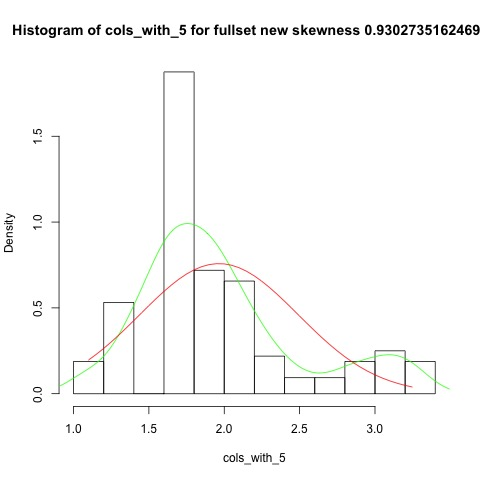 Histogram of cols_with_5 for fullset new skewness 0.9302735162469
1.5
1.0
0.5
0.0
Density
1.0 1.5 2.0 2.5 3.0
cols_with_5